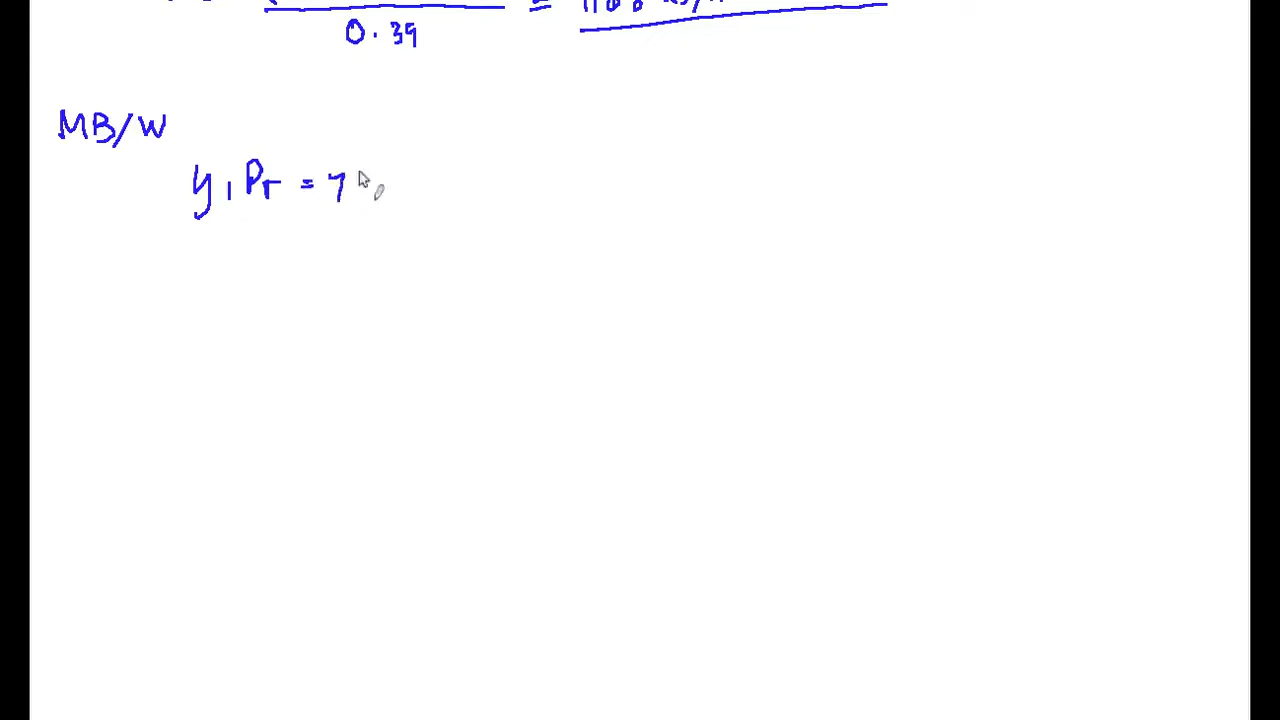 =
0.39
MB/W
y, Pr = 7